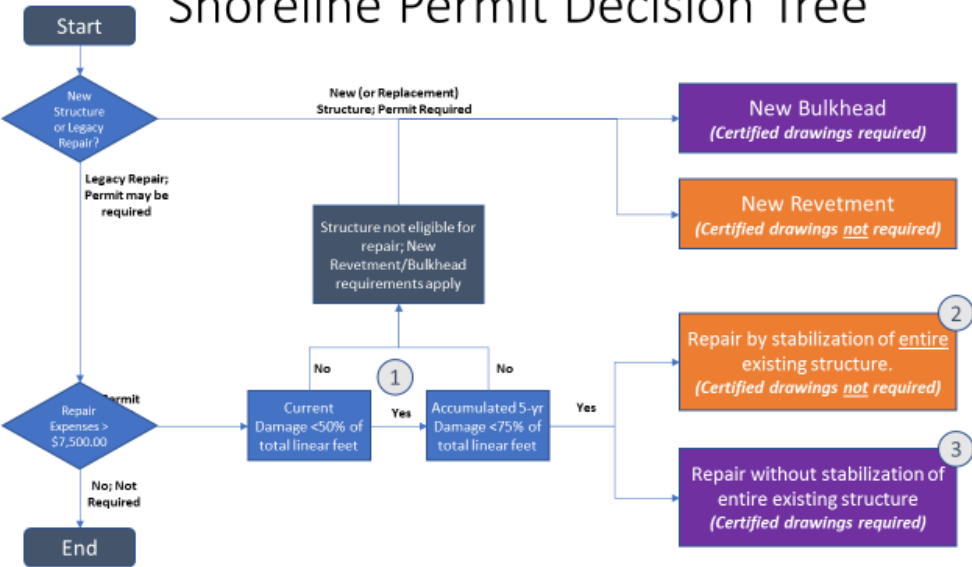 Shoreline Permit Decision Tree
Start
New
Structure
or Legacy
Repair?
New (or Replacement)
Structure; Permit Required
New Bulkhead
(Certified drawings required)
Legacy Repair;
Permit may be
required
New Revetment
(Certified drawings not required)
Structure not eligible for
repair; New
Revetment/Bulkhead
requirements apply
2
Repair by stabilization of entire
existing structure.
(Certified drawings not required)
No
1
No
Repair
Expenses >
$7,500.00
Current
Damage <50% of
total linear feet
Yes
Accumulated 5-yr
Damage <75% of
total linear feet
Yes
3
Repair without stabilization of
entire existing structure
(Certified drawings required)
No; Not
Required
End